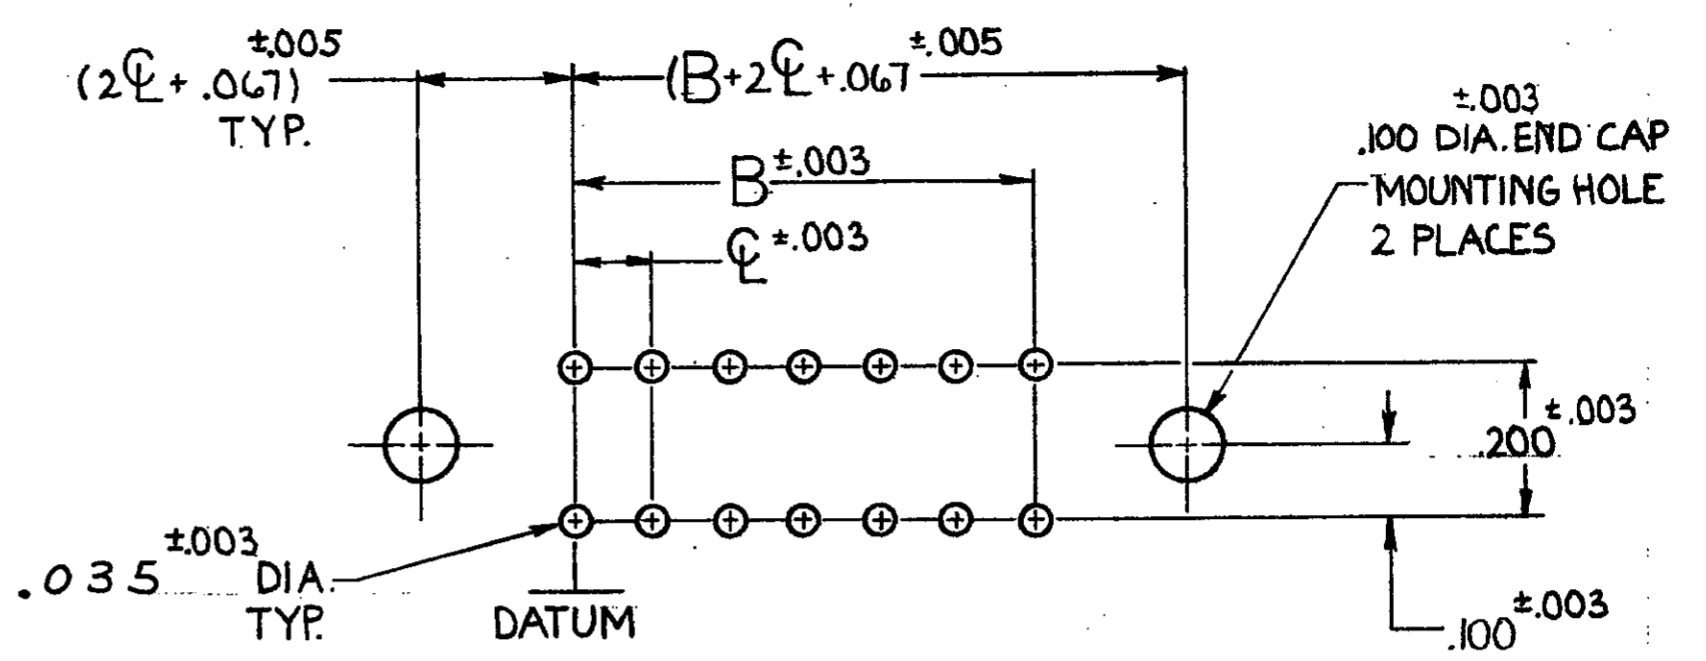 ±.005
(2℄ + .067)
TYP.
±.005
(B+2℄+.067
B±.003
℄±.003
±.003
.100 DIA. END CAP
MOUNTING HOLE
2 PLACES
±.003
.200
±.003
.035 DIA.
TYP.
DATUM
.100±.003